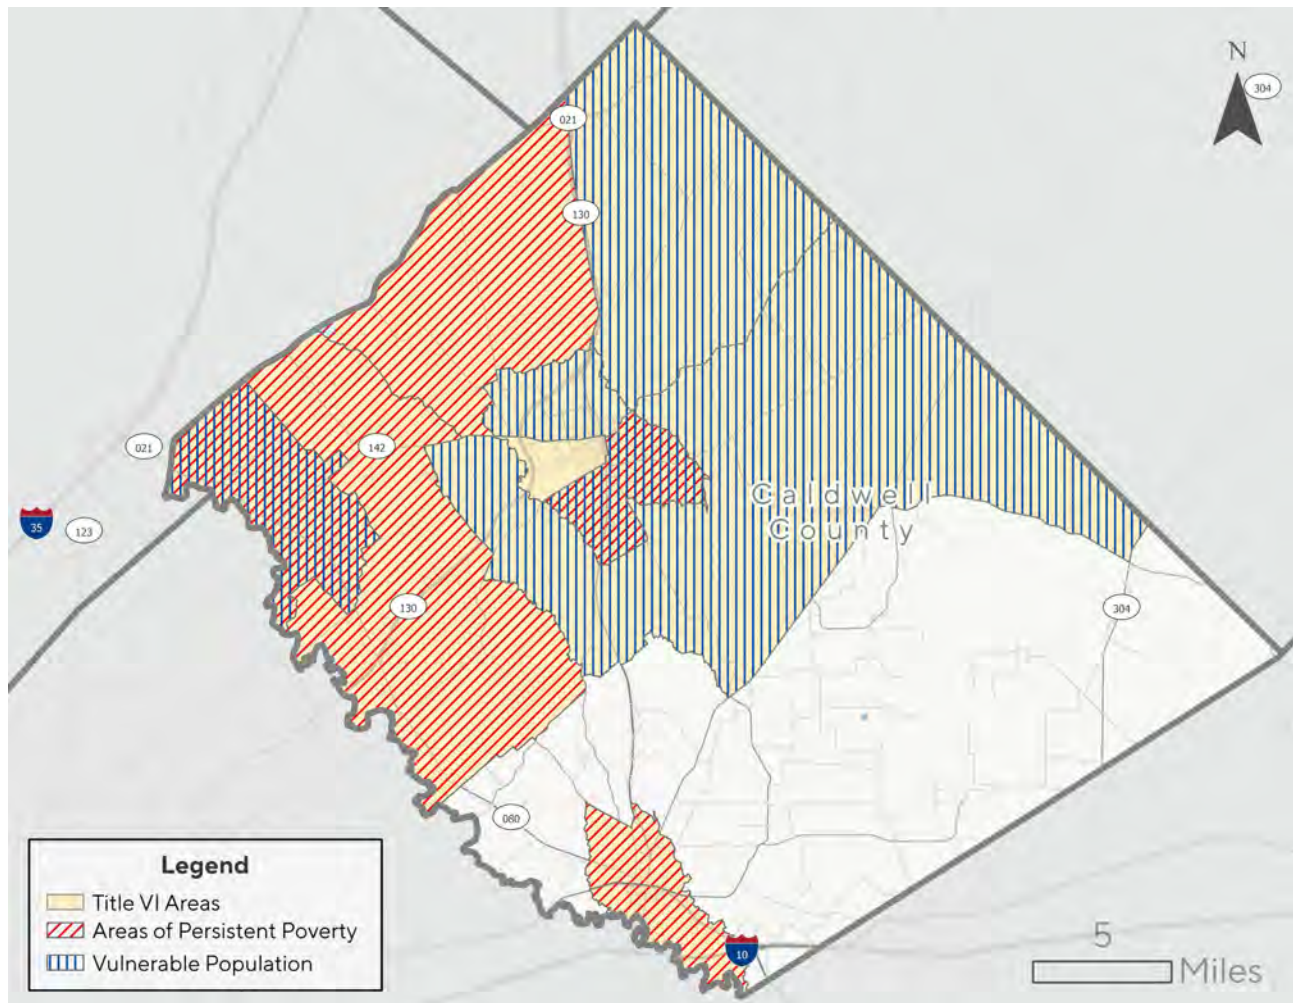 N
304
021
130
142
021
35
123
Caldwell
County
130
304
080
10
Legend
Title VI Areas
Areas of Persistent Poverty
Vulnerable Population
5
Miles